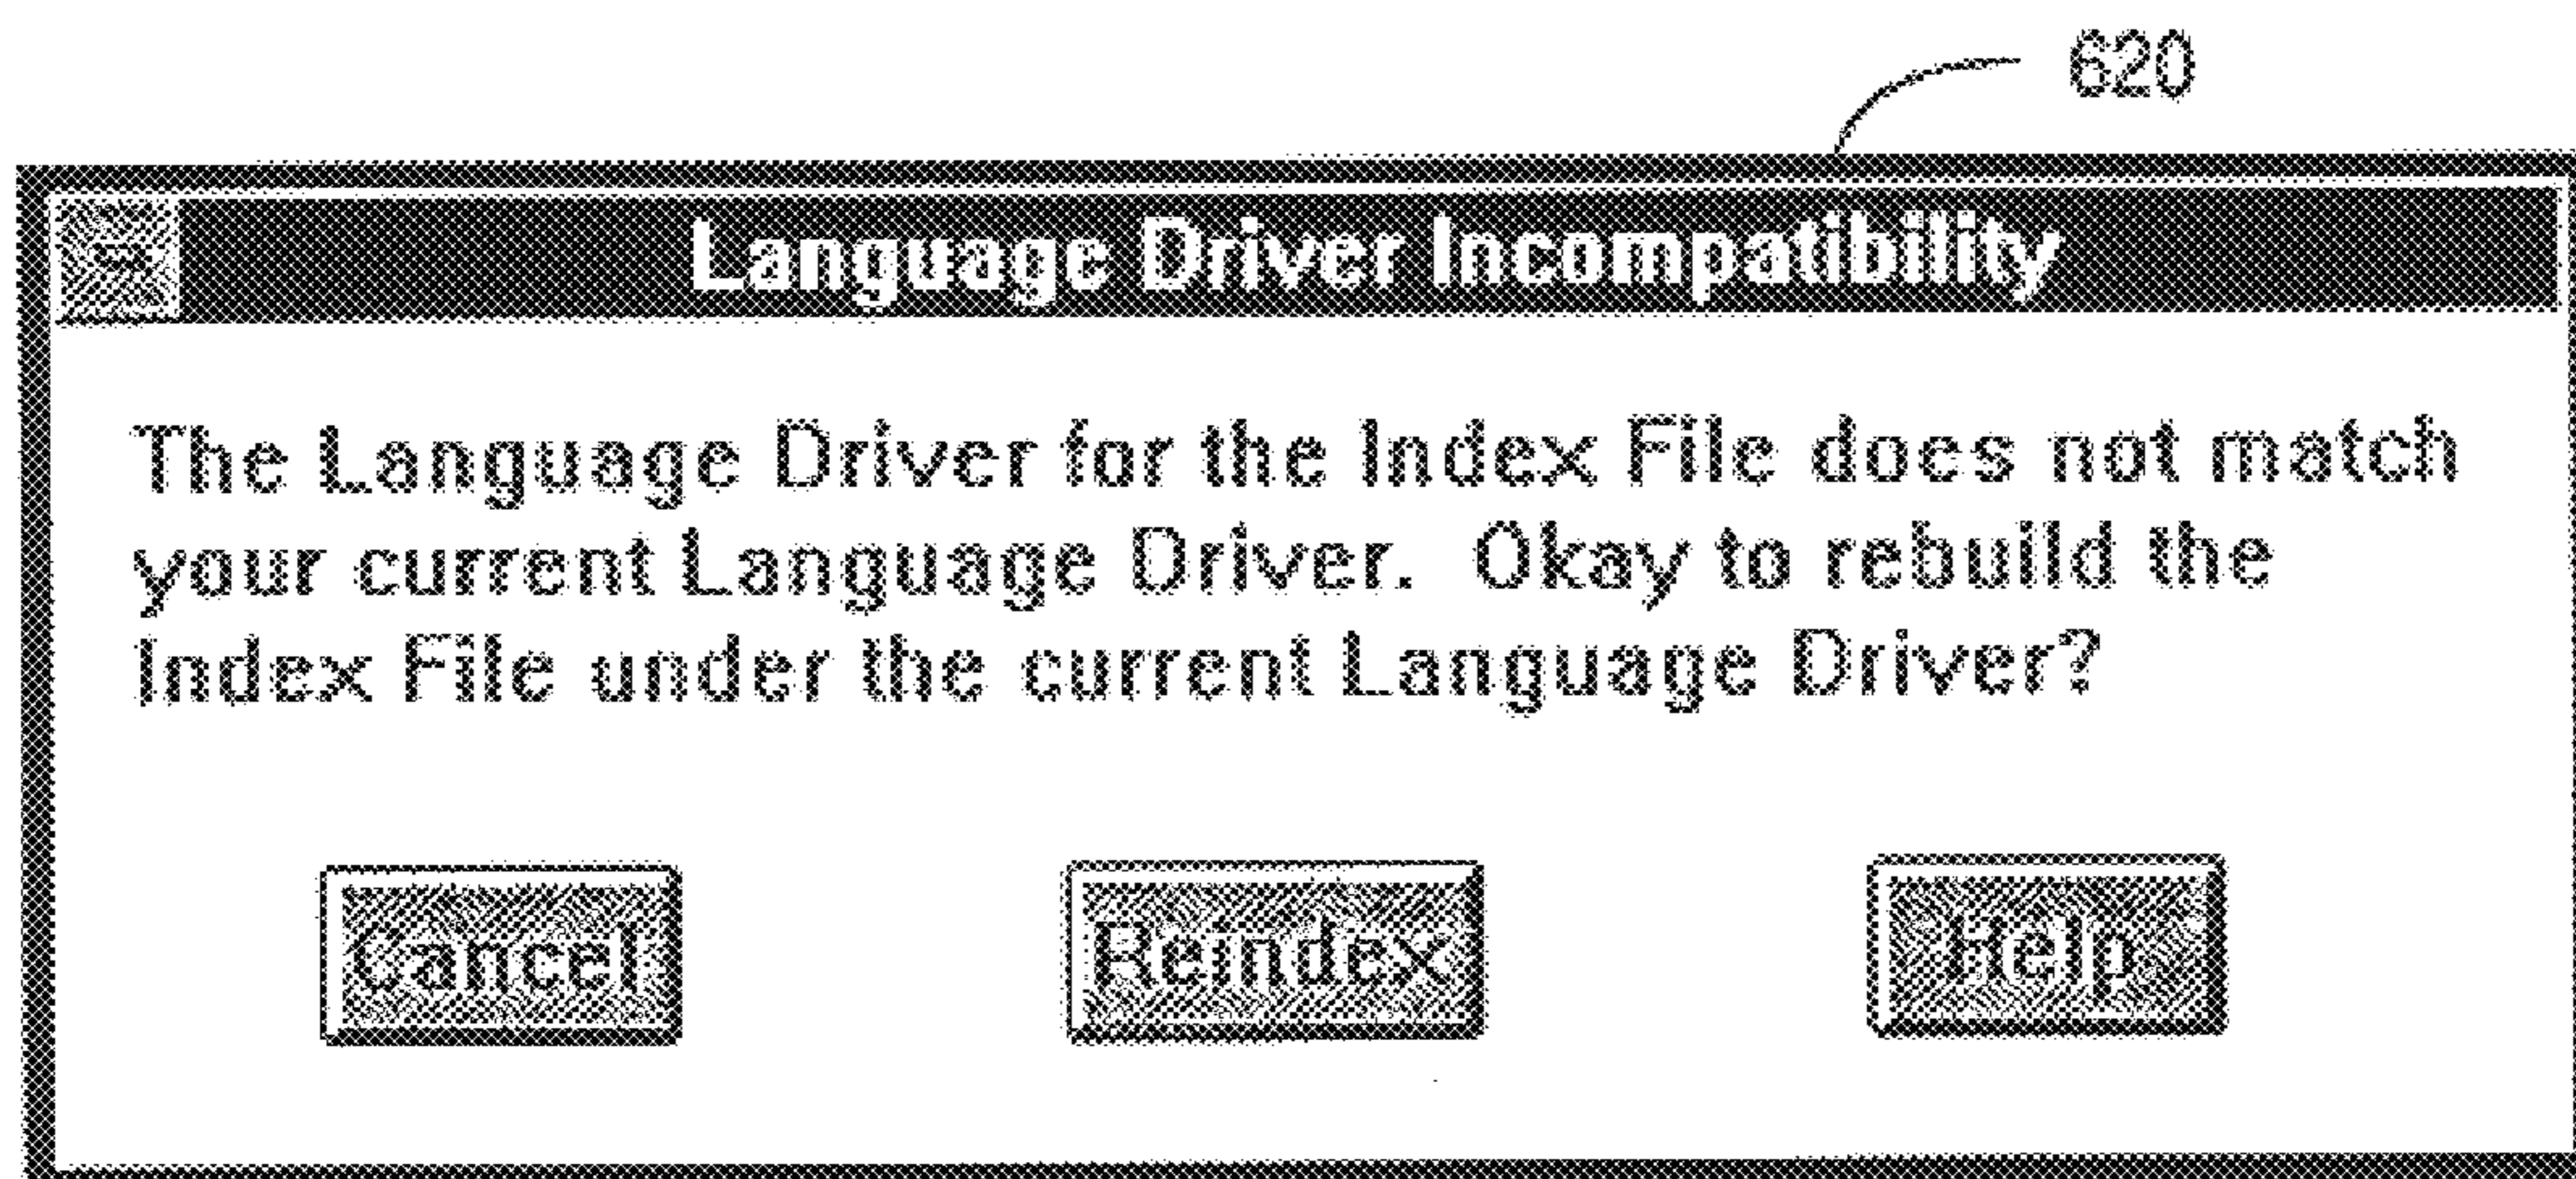 620
Language Driver Incompatibility
The Language Driver for the Index File does not match
your current Language Driver.  Okay to rebuild the
Index File under the current Language Driver?
Cancel
Reindex
Help